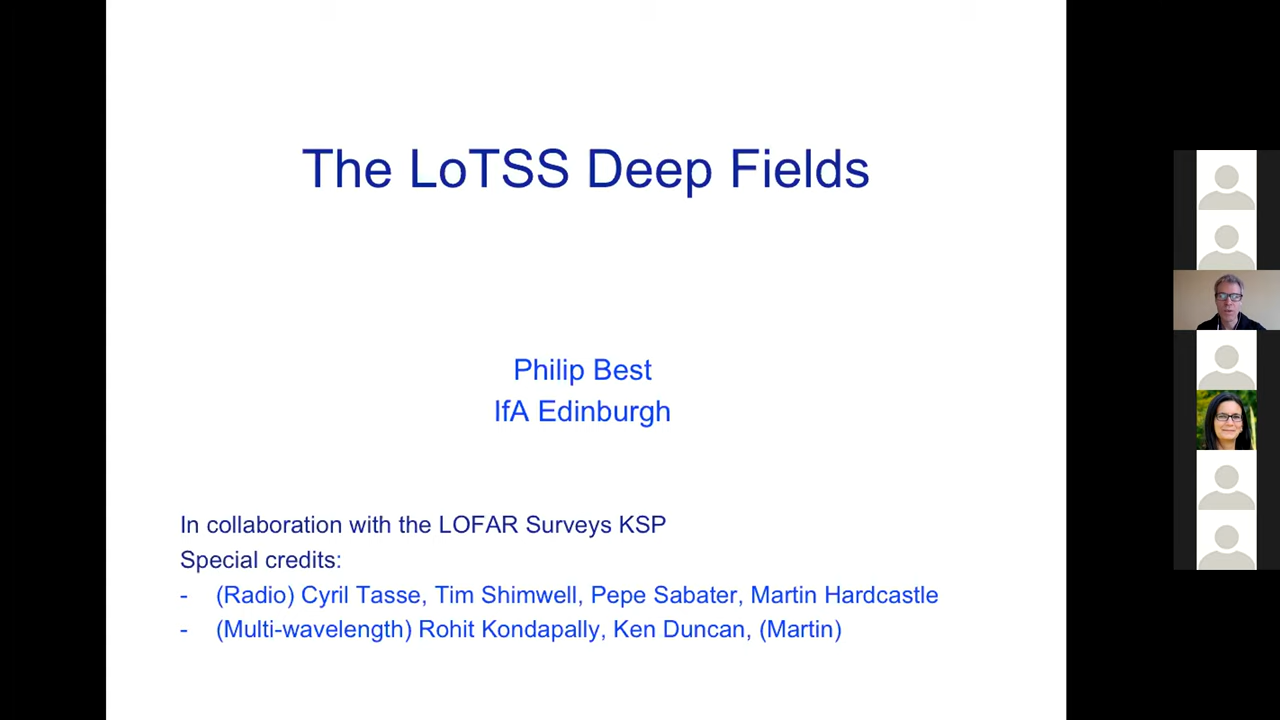 The LoTSS Deep Fields
Philip Best
IfA Edinburgh
In collaboration with the LOFAR Surveys KSP
Special credits:
- (Radio) Cyril Tasse, Tim Shimwell, Pepe Sabater, Martin Hardcastle
- (Multi-wavelength) Rohit Kondapally, Ken Duncan, (Martin)